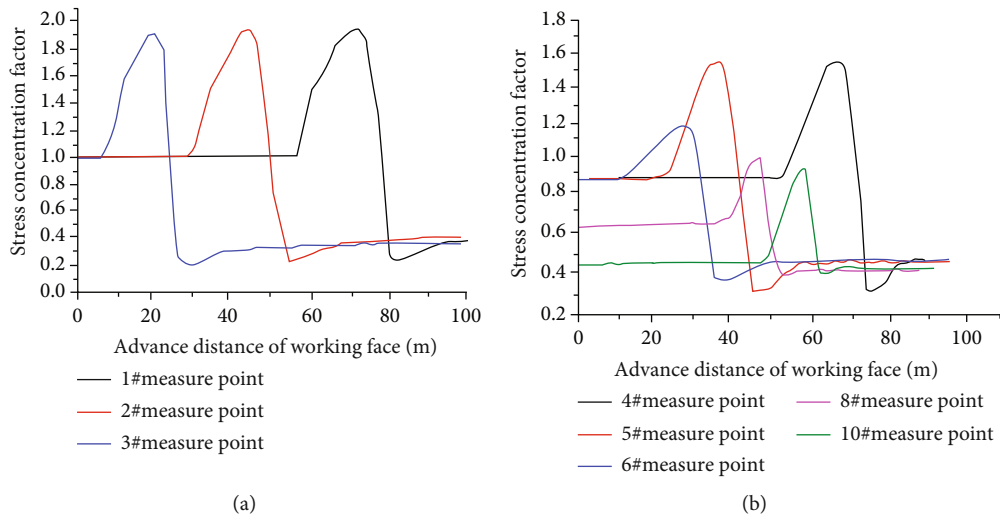 2.0
1.8
1.6
1.4
1.2
1.0
0.8
0.6
0.4
0.2
0.0
Stress concentration factor
0 20 40 60 80 100
Advance distance of working face (m)
1#measure point
2#measure point
3#measure point
(a)
1.8
1.6
1.4
1.2
1.0
0.8
0.6
0.4
0.2
Stress concentration factor
0 20 40 60 80 100
Advance distance of working face (m)
4#measure point
5#measure point
6#measure point
8#measure point
10#measure point
(b)